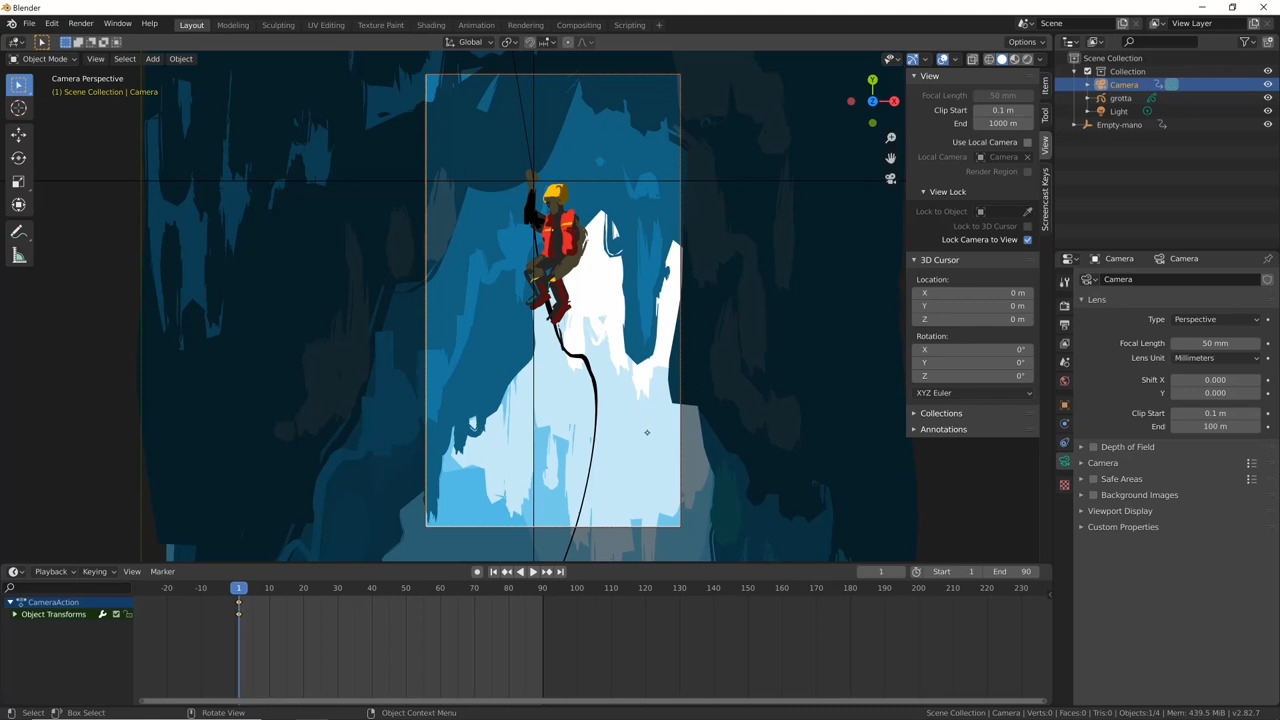 Blender
File Edit Render Window Help Layout Modeling Sculpting UV Editing Texture Paint Shading Animation Rendering Compositing Scripting + Scene View Layer
Global Options
Object Mode View Select Add Object
Camera Perspective
(1) Scene Collection | Camera
Y
X
Z
View
Focal Length 50 mm
Clip Start 0.1 m
End 1000 m
Use Local Camera
Local Camera Camera
Render Region
View Lock
Lock to Object
Lock to 3D Cursor
Lock Camera to View
3D Cursor
Location:
X 0 m
Y 0 m
Z 0 m
Rotation:
X 0°
Y 0°
Z 0°
XYZ Euler
Collections
Annotations
Item
Tool
View
Screencast Keys
Scene Collection
Collection
Camera
grotta
Light
Empty-mano
Camera Camera
Camera
Lens
Type Perspective
Focal Length 50 mm
Lens Unit Millimeters
Shift X 0.000
Y 0.000
Clip Start 0.1 m
End 100 m
Depth of Field
Camera
Safe Areas
Background Images
Viewport Display
Custom Properties
Playback Keying View Marker 1 Start 1 End 90
-20 -10 1 10 20 30 40 50 60 70 80 90 100 110 120 130 140 150 160 170 180 190 200 210 220 230
CameraAction
Object Transforms
Select Box Select Rotate View Object Context Menu Scene Collection | Camera | Verts:0 | Faces:0 | Tris:0 | Objects:1/4 | Mem: 439.5 MiB | v2.82.7